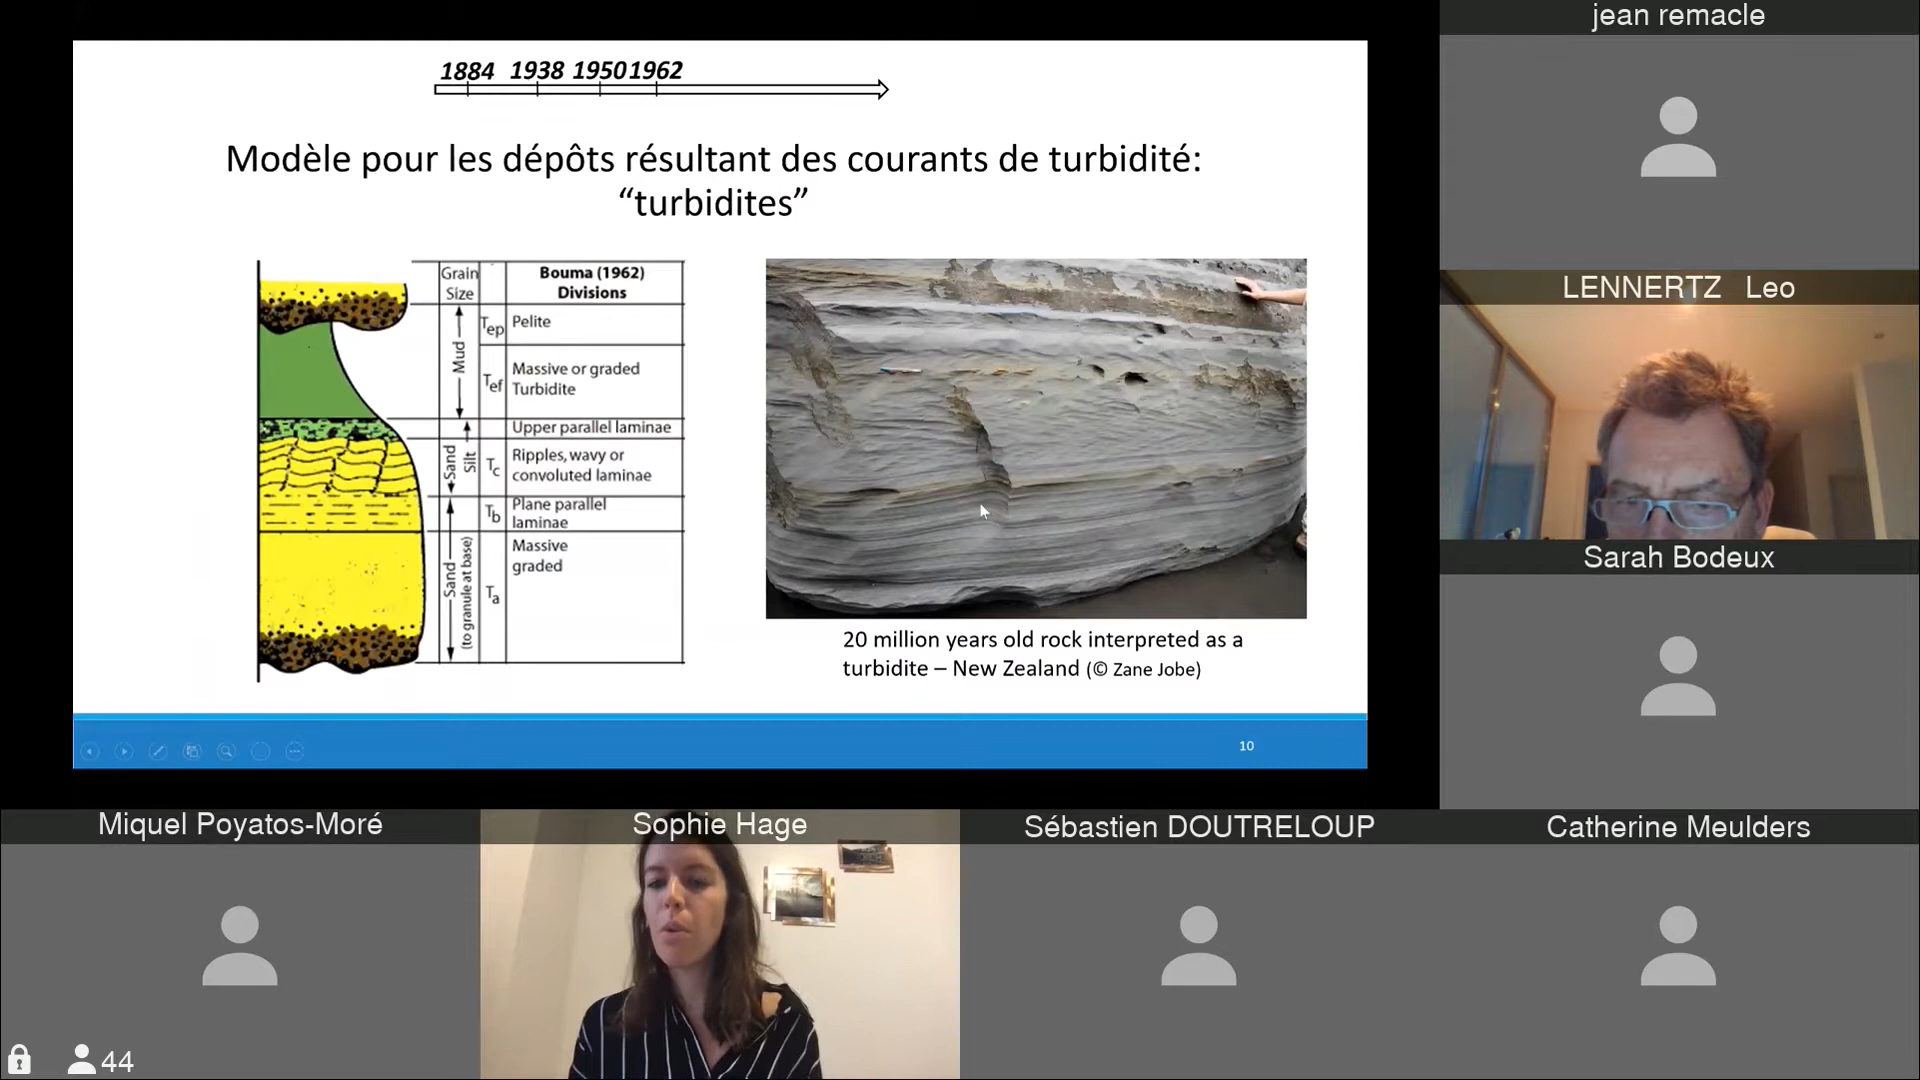 jean remacle
1884 1938 1950 1962
Modèle pour les dépôts résultant des courants de turbidité:
“turbidites”
Grain
Size
Bouma (1962)
Divisions
Mud
Tep
Pelite
Tef
Massive or graded
Turbidite
Upper parallel laminae
Sand
Silt
Tc
Ripples, wavy or
convoluted laminae
Tb
Plane parallel
laminae
Sand
(to granule at base)
Ta
Massive
graded
20 million years old rock interpreted as a
turbidite – New Zealand (© Zane Jobe)
10
LENNERTZ Leo
Sarah Bodeux
Miquel Poyatos-Moré
Sophie Hage
Sébastien DOUTRELOUP
Catherine Meulders
44